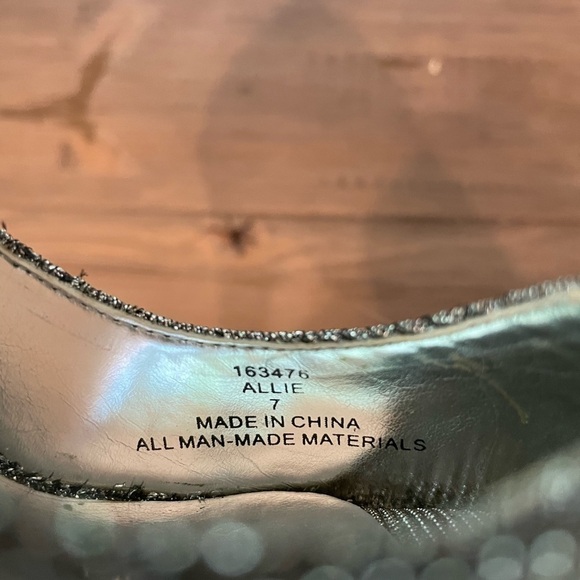 163476
ALLIE
7
MADE IN CHINA
ALL MAN-MADE MATERIALS